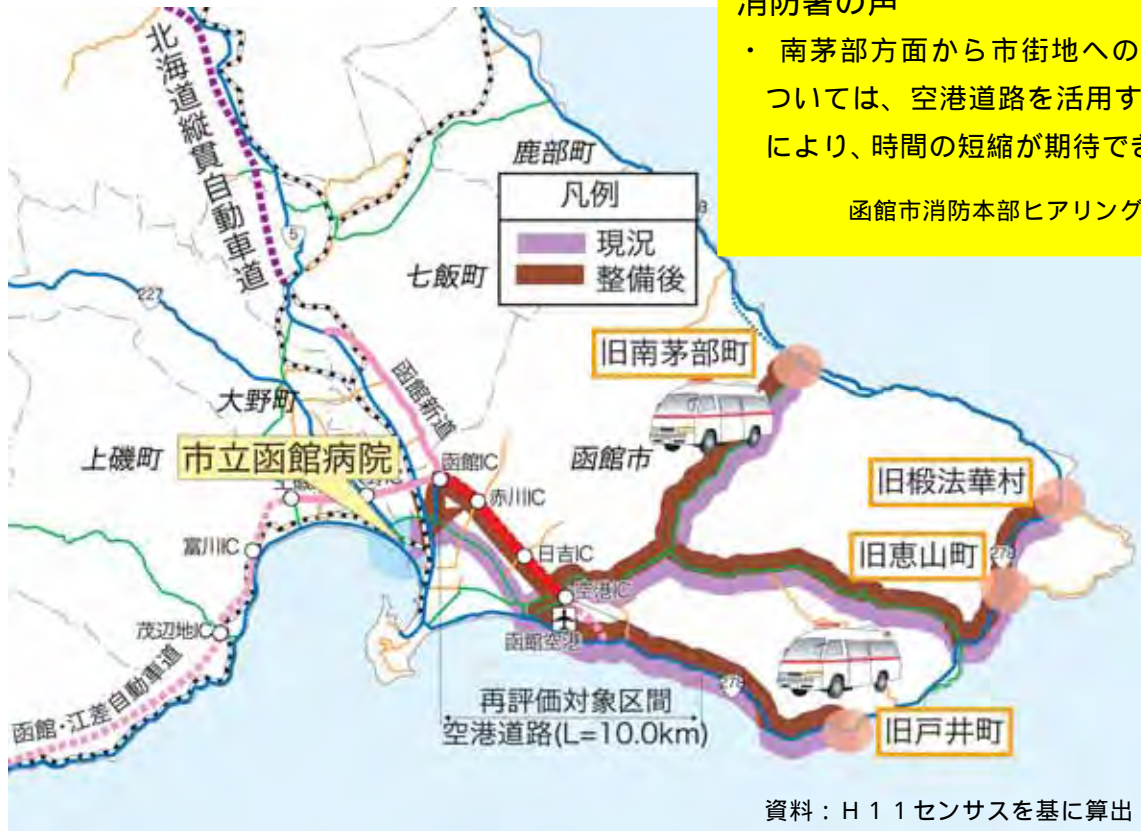 消防署の声
・ 南茅部方面から市街地への
ついては、空港道路を活用す
により、時間の短縮が期待でき
函館市消防本部ヒアリング
北海道縦貫自動車道
5
鹿部町
凡例
現況
整備後
七飯町
227
旧南茅部町
函館新道
大野町
上磯町
市立函館病院
函館IC
函館市
赤川IC
旧椴法華村
富川IC
日吉IC
旧恵山町
278
空港IC
茂辺地IC
函館空港
278
函館・江差自動車道
再評価対象区間
空港道路(L=10.0km)
旧戸井町
資料：Ｈ１１センサスを基に算出